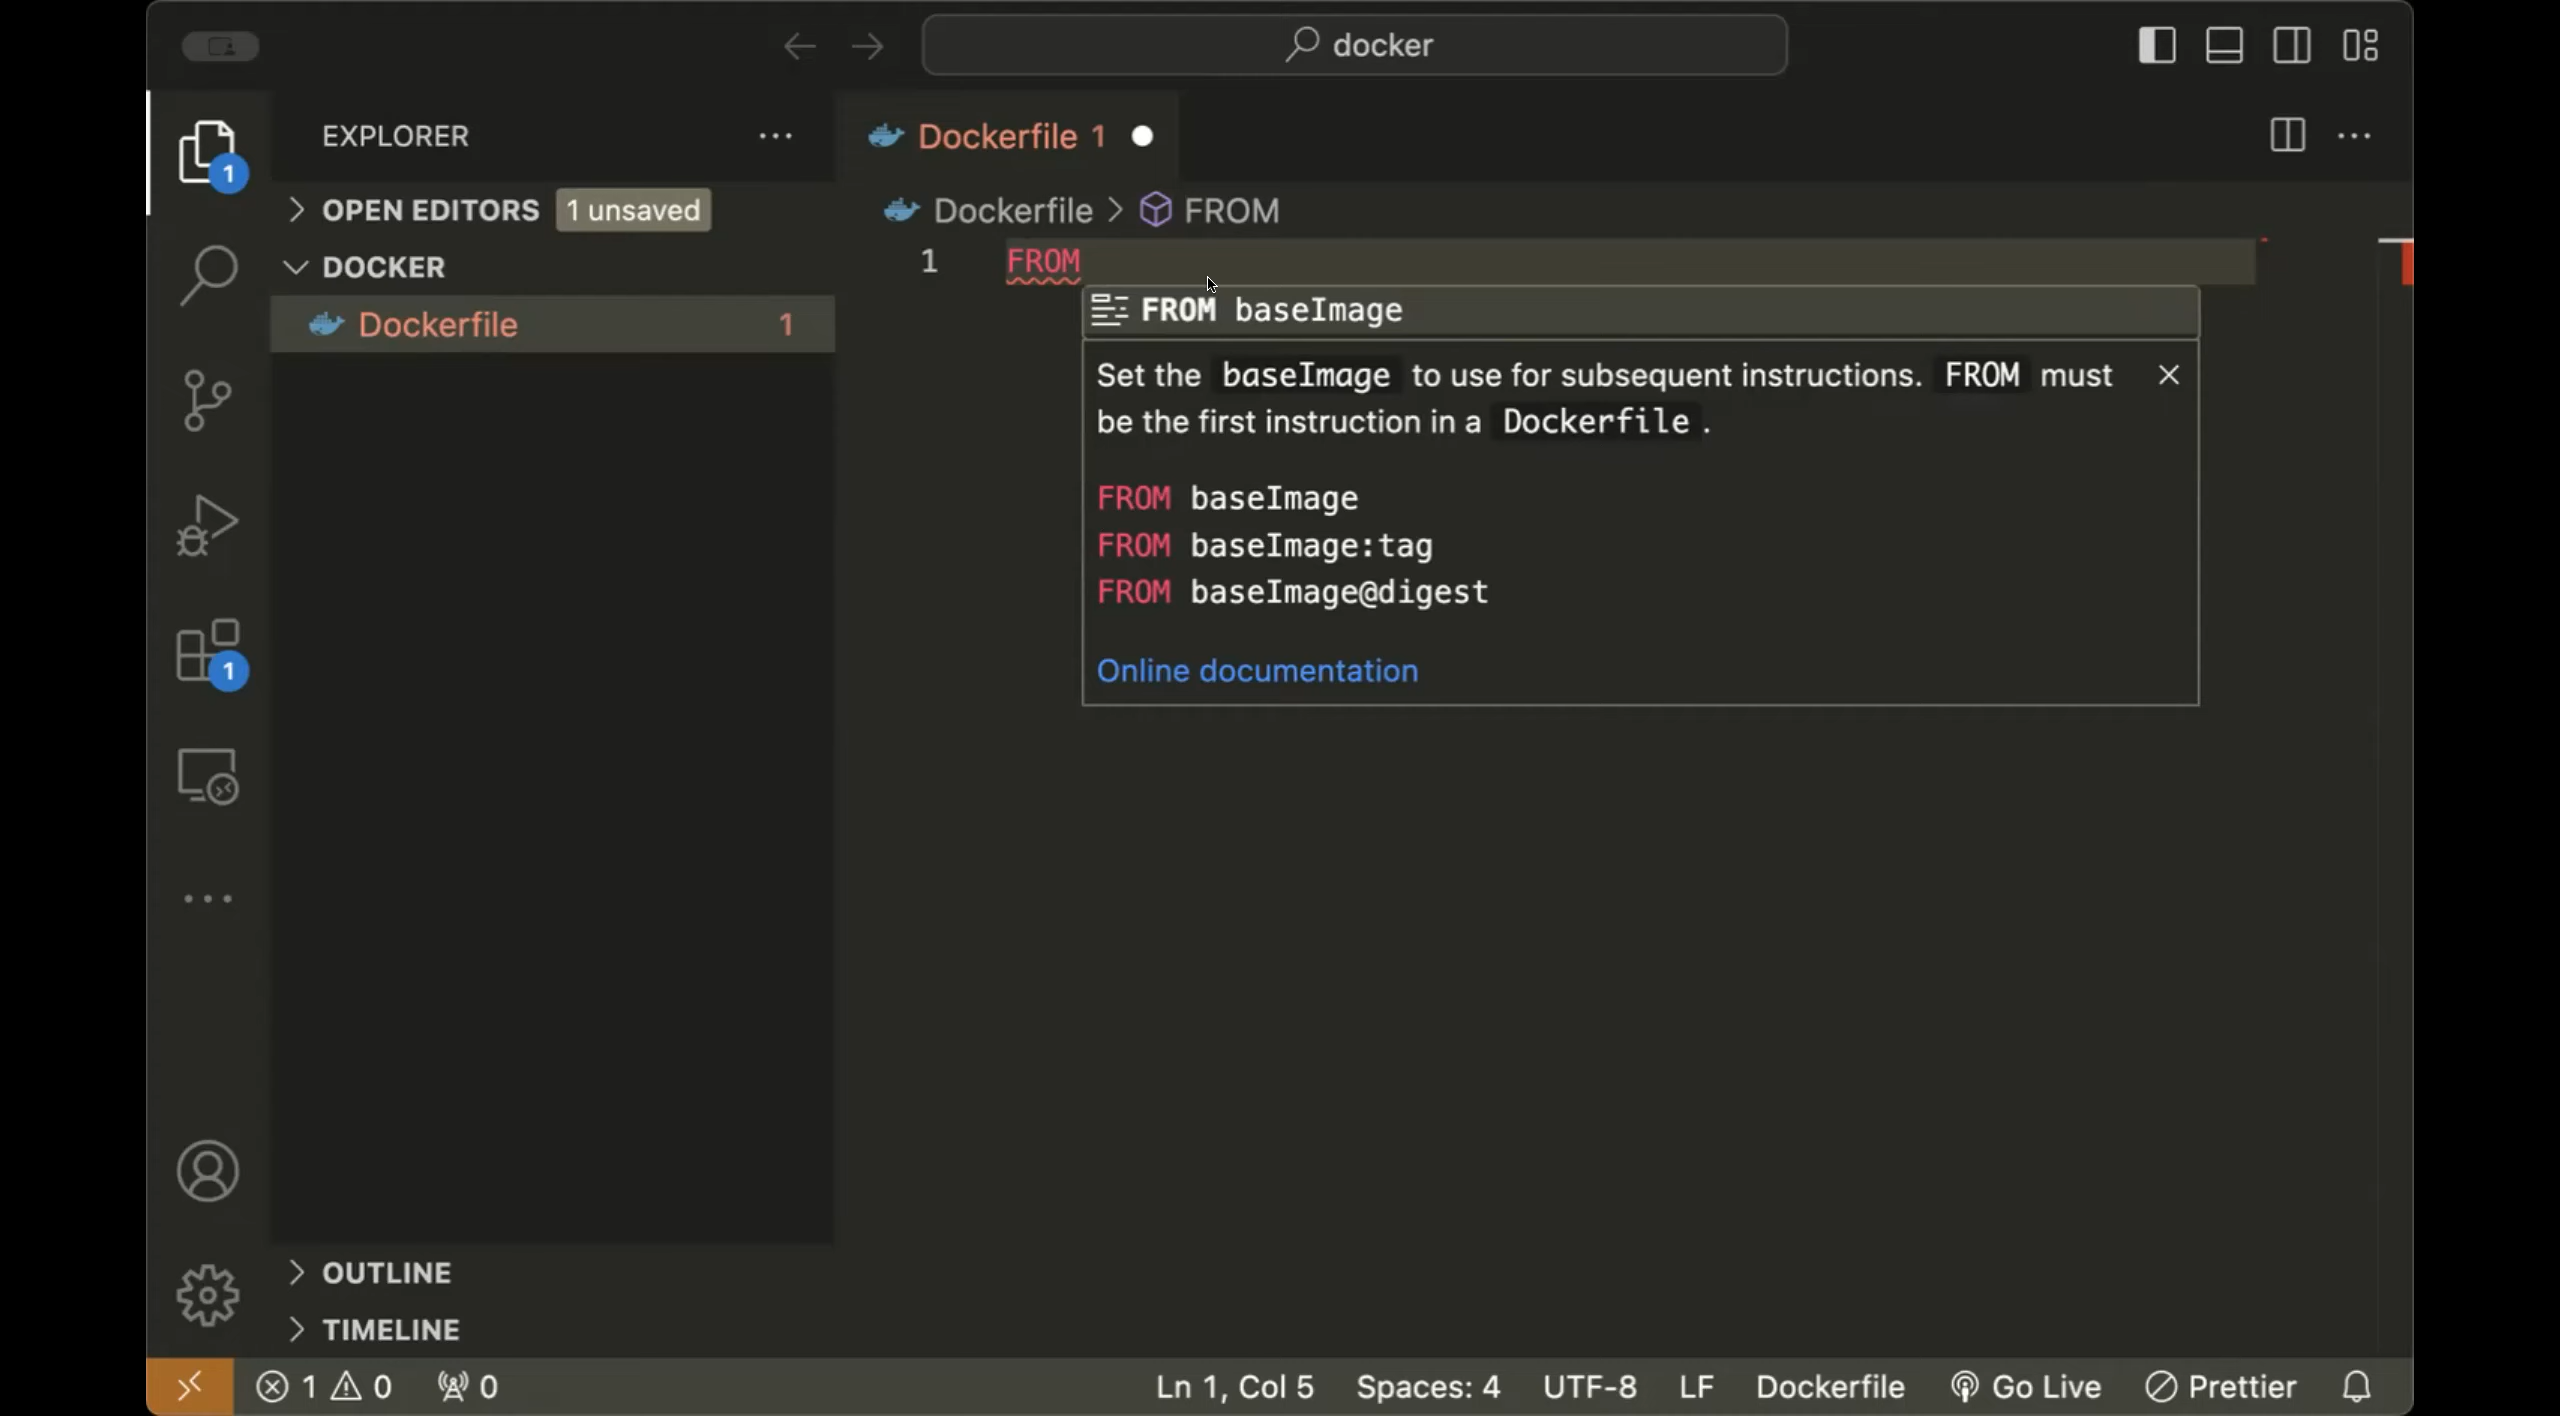 docker
EXPLORER
Dockerfile 1
1
OPEN EDITORS 1 unsaved
Dockerfile > FROM
DOCKER
1 FROM
Dockerfile 1
FROM baseImage
Set the baseImage to use for subsequent instructions. FROM must
be the first instruction in a Dockerfile .
FROM baseImage
FROM baseImage:tag
FROM baseImage@digest
1
Online documentation
OUTLINE
TIMELINE
1 0 0 Ln 1, Col 5 Spaces: 4 UTF-8 LF Dockerfile Go Live Prettier